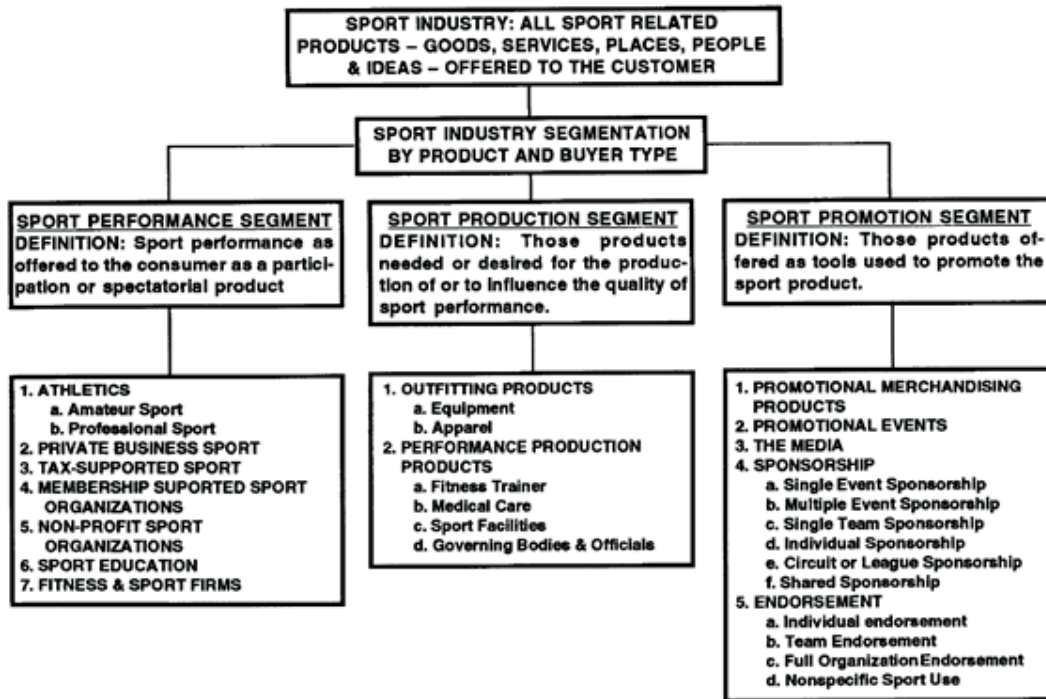 SPORT INDUSTRY: ALL SPORT RELATED
PRODUCTS – GOODS, SERVICES, PLACES, PEOPLE
& IDEAS – OFFERED TO THE CUSTOMER
SPORT INDUSTRY SEGMENTATION
BY PRODUCT AND BUYER TYPE
SPORT PERFORMANCE SEGMENT
DEFINITION: Sport performance as
offered to the consumer as a partici-
pation or spectatorial product
SPORT PRODUCTION SEGMENT
DEFINITION: Those products
needed or desired for the produc-
tion of or to influence the quality of
sport performance.
SPORT PROMOTION SEGMENT
DEFINITION: Those products of-
fered as tools used to promote the
sport product.
1. ATHLETICS
a. Amateur Sport
b. Professional Sport
2. PRIVATE BUSINESS SPORT
3. TAX-SUPPORTED SPORT
4. MEMBERSHIP SUPORTED SPORT
ORGANIZATIONS
5. NON-PROFIT SPORT
ORGANIZATIONS
6. SPORT EDUCATION
7. FITNESS & SPORT FIRMS
1. OUTFITTING PRODUCTS
a. Equipment
b. Apparel
2. PERFORMANCE PRODUCTION
PRODUCTS
a. Fitness Trainer
b. Medical Care
c. Sport Facilities
d. Governing Bodies & Officials
1. PROMOTIONAL MERCHANDISING
PRODUCTS
2. PROMOTIONAL EVENTS
3. THE MEDIA
4. SPONSORSHIP
a. Single Event Sponsorship
b. Multiple Event Sponsorship
c. Single Team Sponsorship
d. Individual Sponsorship
e. Circuit or League Sponsorship
f. Shared Sponsorship
5. ENDORSEMENT
a. Individual endorsement
b. Team Endorsement
c. Full Organization Endorsement
d. Nonspecific Sport Use